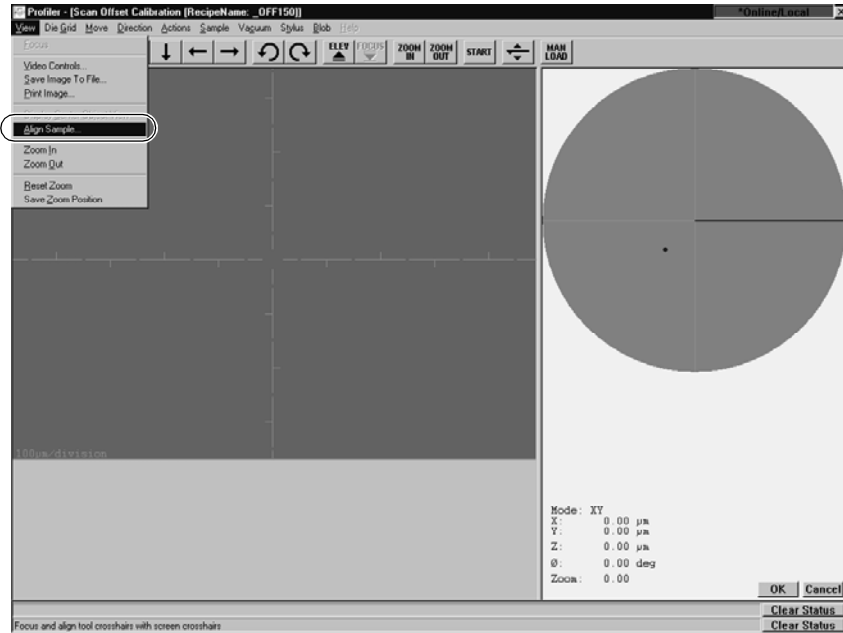 Profiler - [Scan Offset Calibration [RecipeName: _OFF150]]
*Online/Local
View Die Grid Move Direction Actions Sample Vacuum Stylus Blob Help
ELEV FOCUS ZOOM IN ZOOM OUT START MAN LOAD
Focus
Video Controls...
Save Image To File...
Print Image...
Align Sample...
Zoom In
Zoom Out
Reset Zoom
Save Zoom Position
100µm/division
Mode: XY
X: 0.00 µm
Y: 0.00 µm
Z: 0.00 µm
Ø: 0.00 deg
Zoom: 0.00
OK Cancel
Clear Status
Focus and align tool crosshairs with screen crosshairs
Clear Status